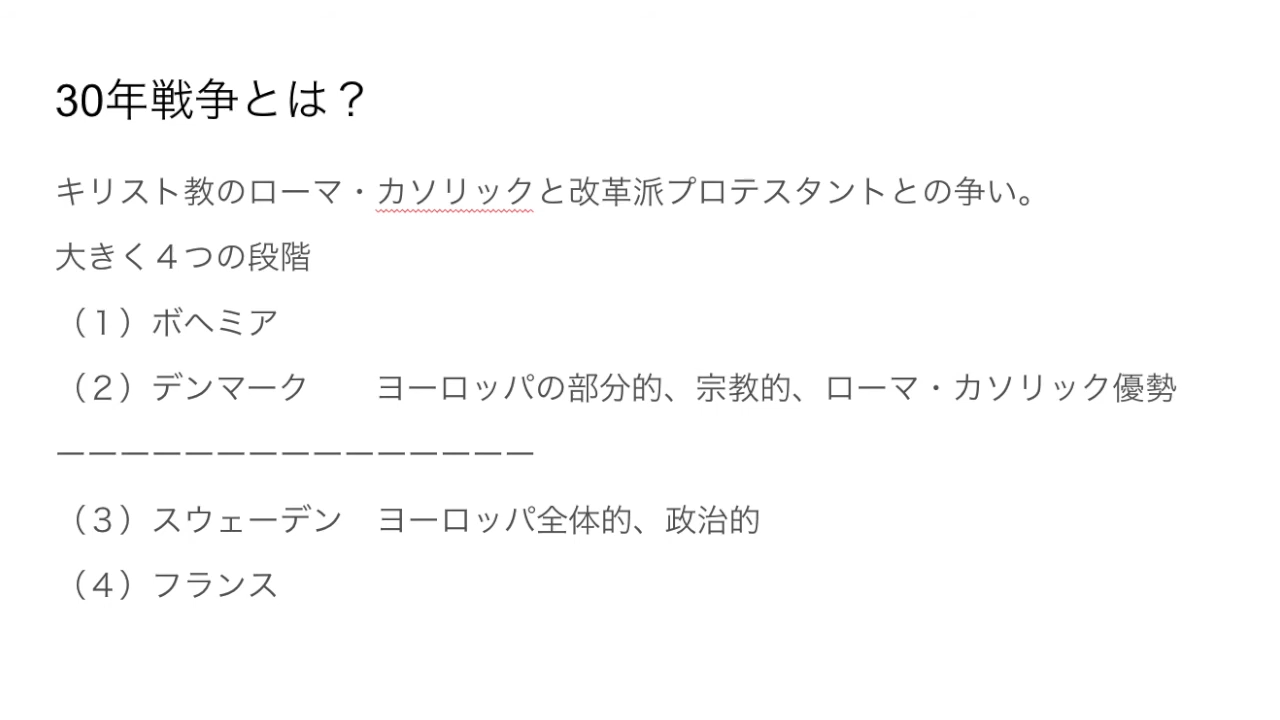 30年戦争とは？
キリスト教のローマ・カソリックと改革派プロテスタントとの争い。
大きく４つの段階
（１）ボヘミア
（２）デンマーク　　ヨーロッパの部分的、宗教的、ローマ・カソリック優勢
ーーーーーーーーーーーーーーー
（３）スウェーデン　ヨーロッパ全体的、政治的
（４）フランス